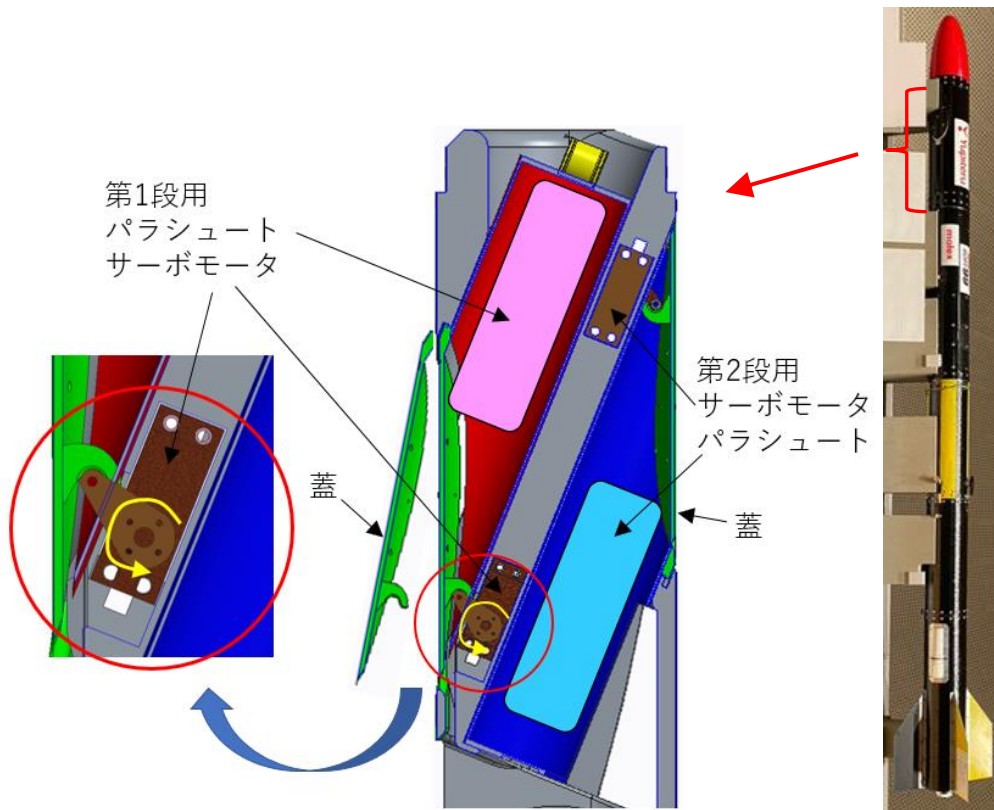 第1段用
パラシュート
サーボモータ
第2段用
サーボモータ
パラシュート
蓋
蓋
Yupiteru
molex